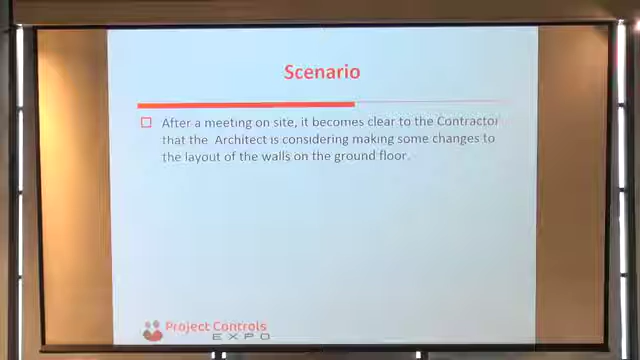 Scenario
After a meeting on site, it becomes clear to the Contractor
that the Architect is considering making some changes to
the layout of the walls on the ground floor.
Project Controls
EXPO